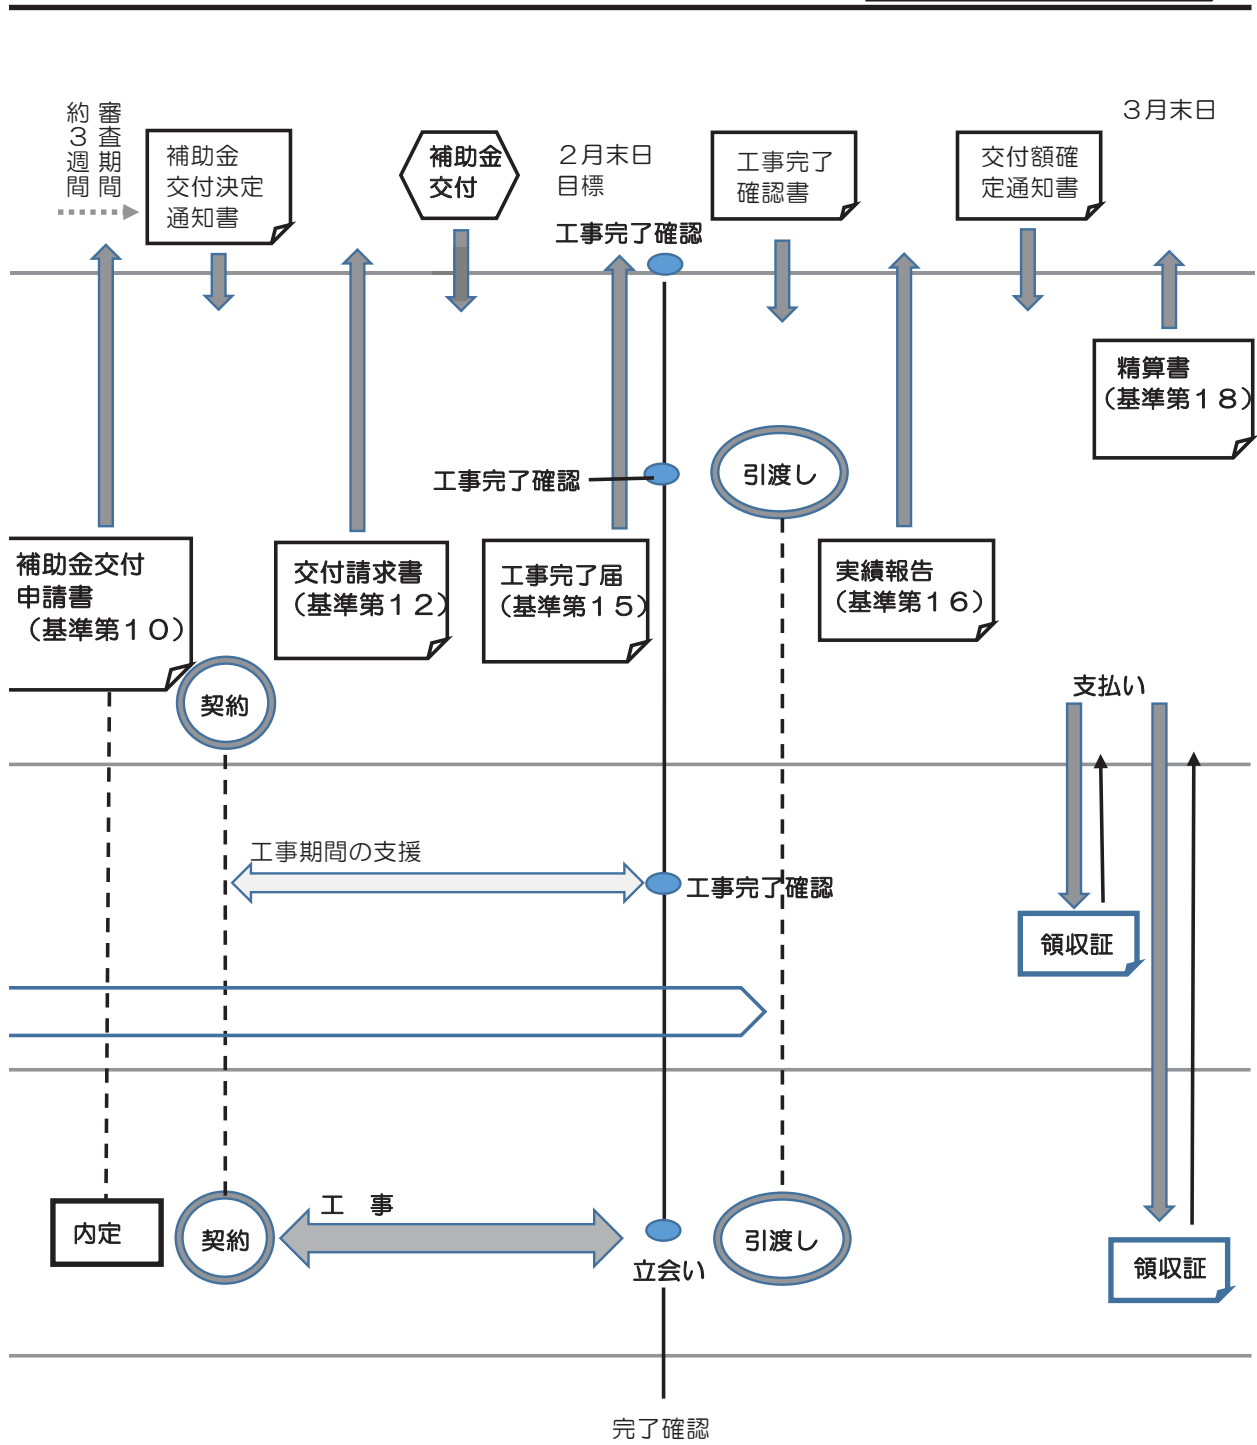 審査期間
約３週間
補助金
交付決定
通知書
補助金
交付
２月末日
目標
工事完了確認
工事完了
確認書
交付額確
定通知書
３月末日
精算書
（基準第１８）
工事完了確認
引渡し
補助金交付
申請書
（基準第１０）
交付請求書
（基準第１２）
工事完了届
（基準第１５）
実績報告
（基準第１６）
契約
支払い
工事期間の支援
工事完了確認
領収証
内定
契約
工　事
立会い
引渡し
領収証
完了確認